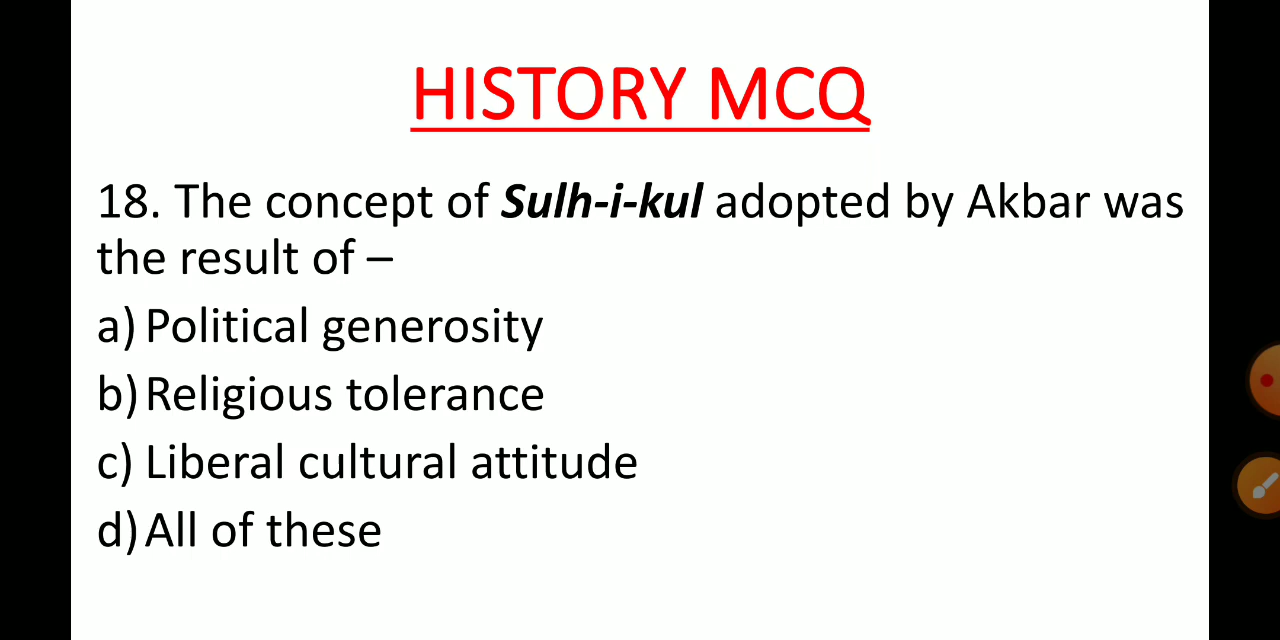 HISTORY MCQ
18. The concept of Sulh-i-kul adopted by Akbar was
the result of –
a) Political generosity
b) Religious tolerance
c) Liberal cultural attitude
d) All of these